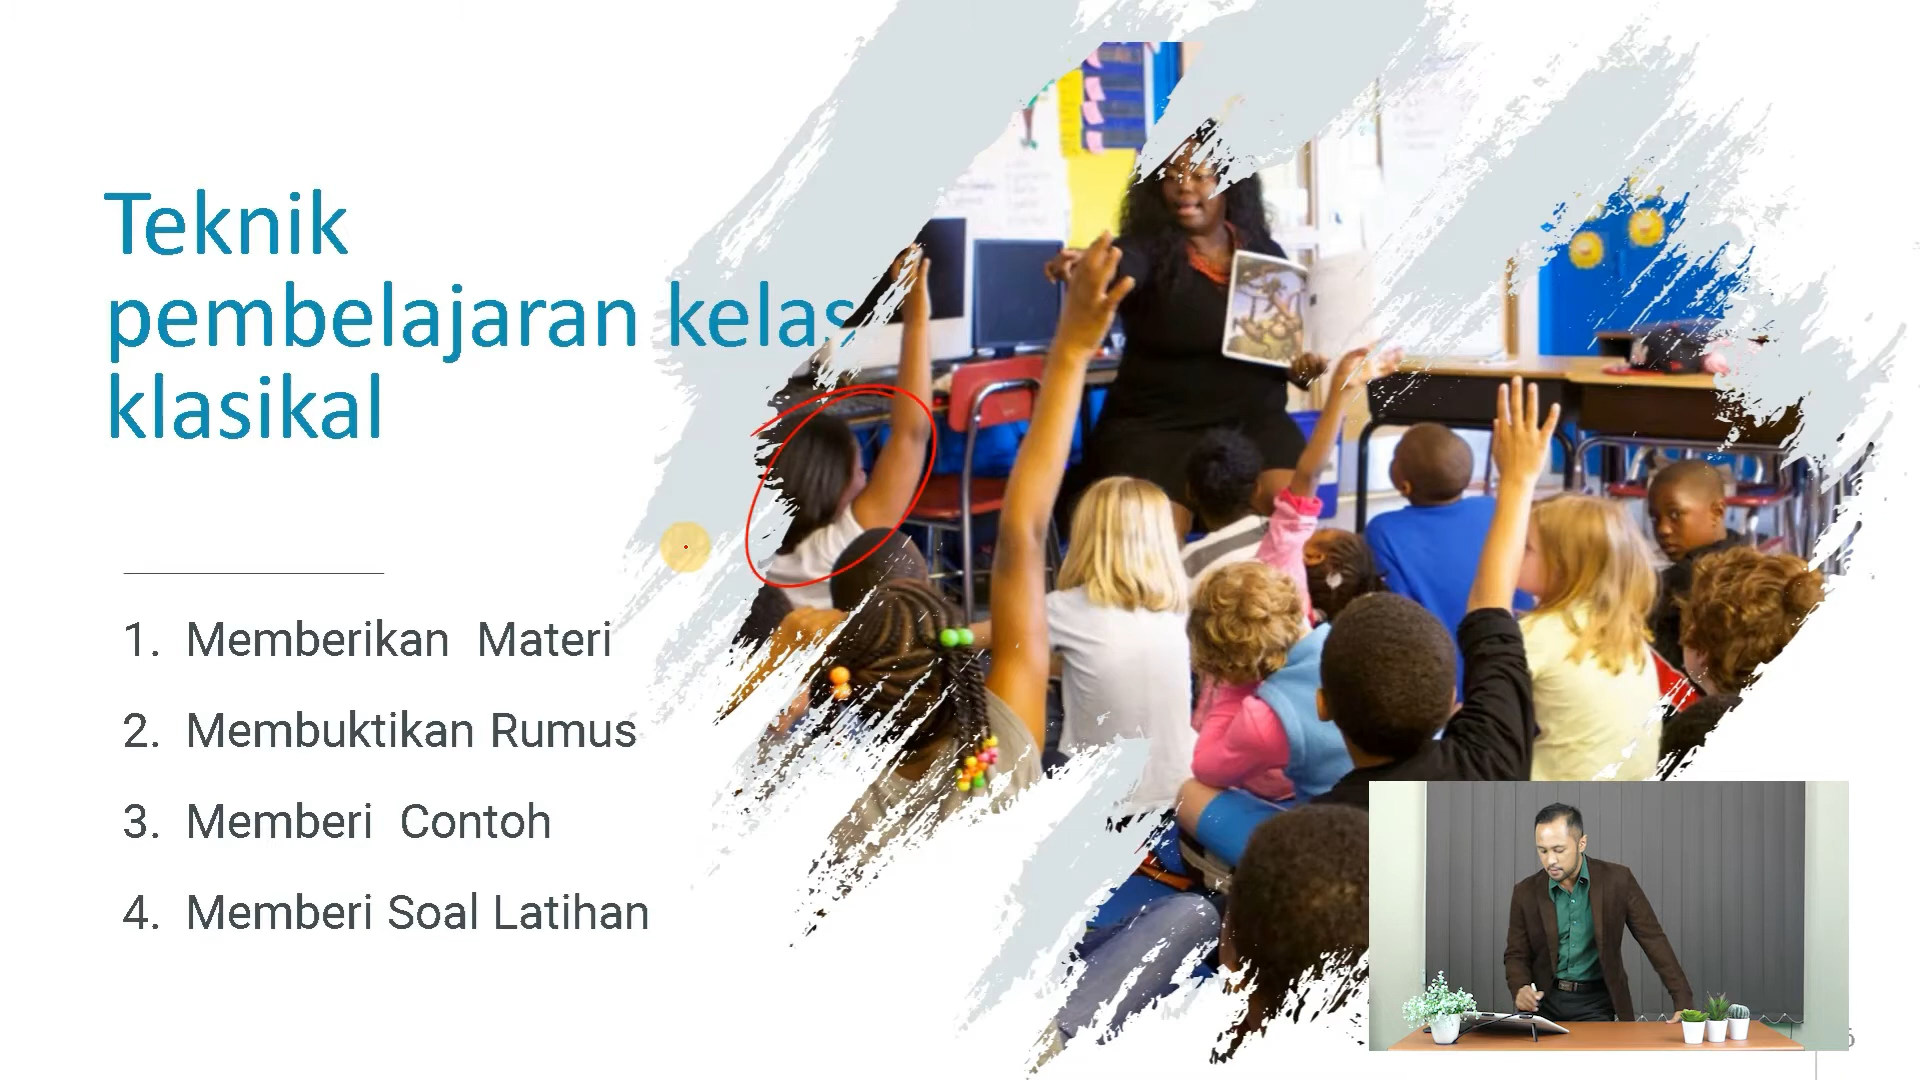 Teknik
pembelajaran kelas
klasikal
1. Memberikan Materi
2. Membuktikan Rumus
3. Memberi Contoh
4. Memberi Soal Latihan